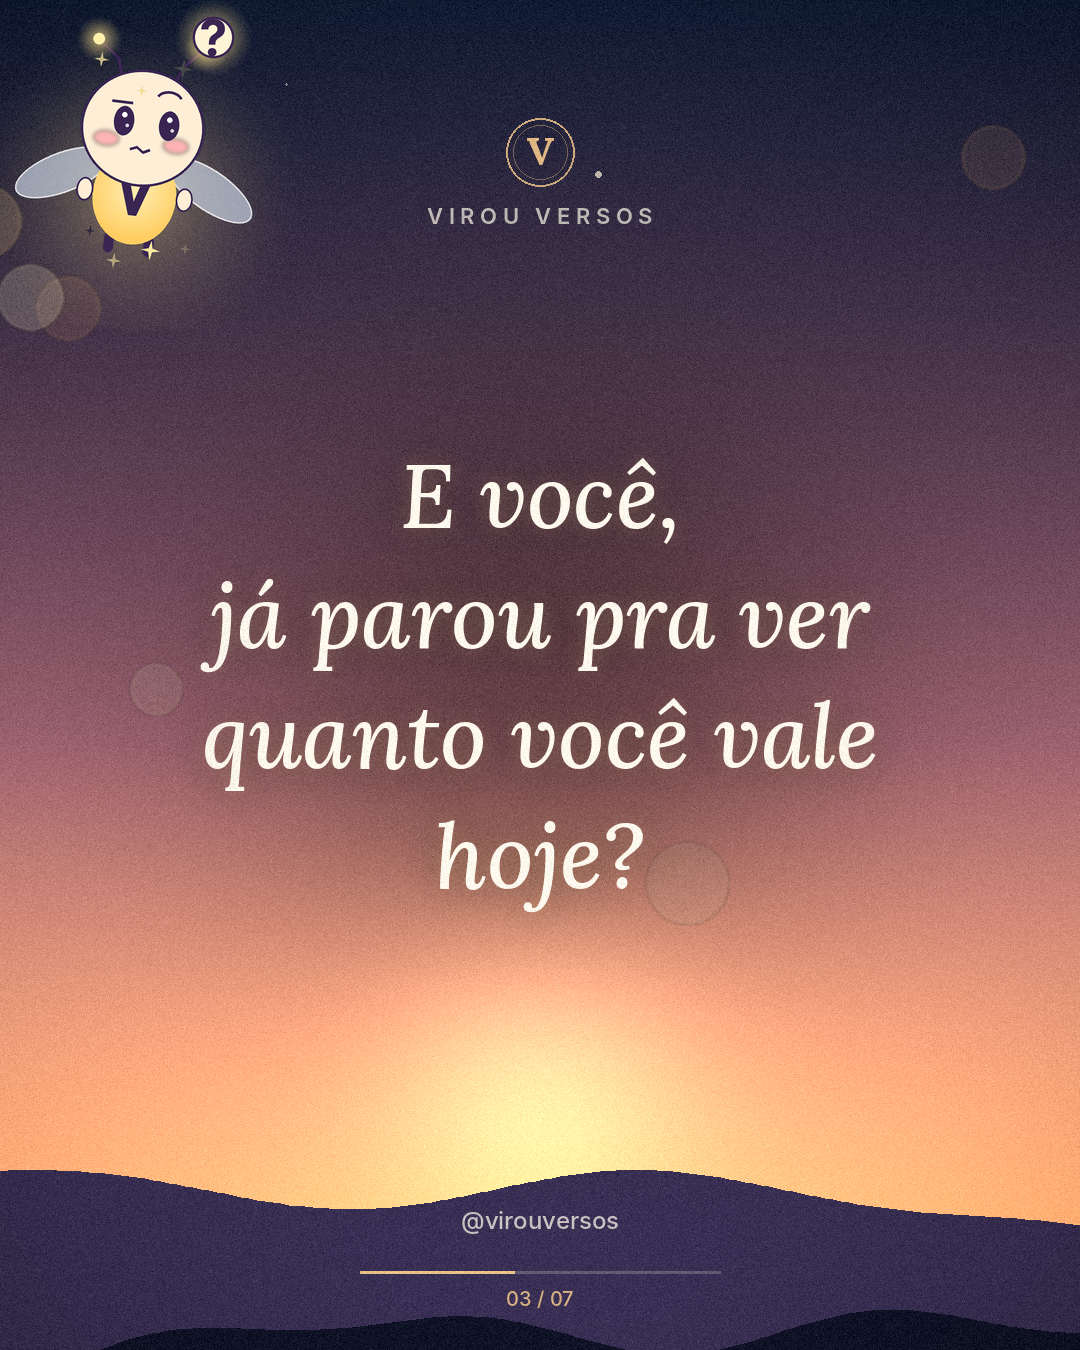 ?
V
V
VIROU VERSOS
E você,
já parou pra ver
quanto você vale
hoje?
@virouversos
03 / 07